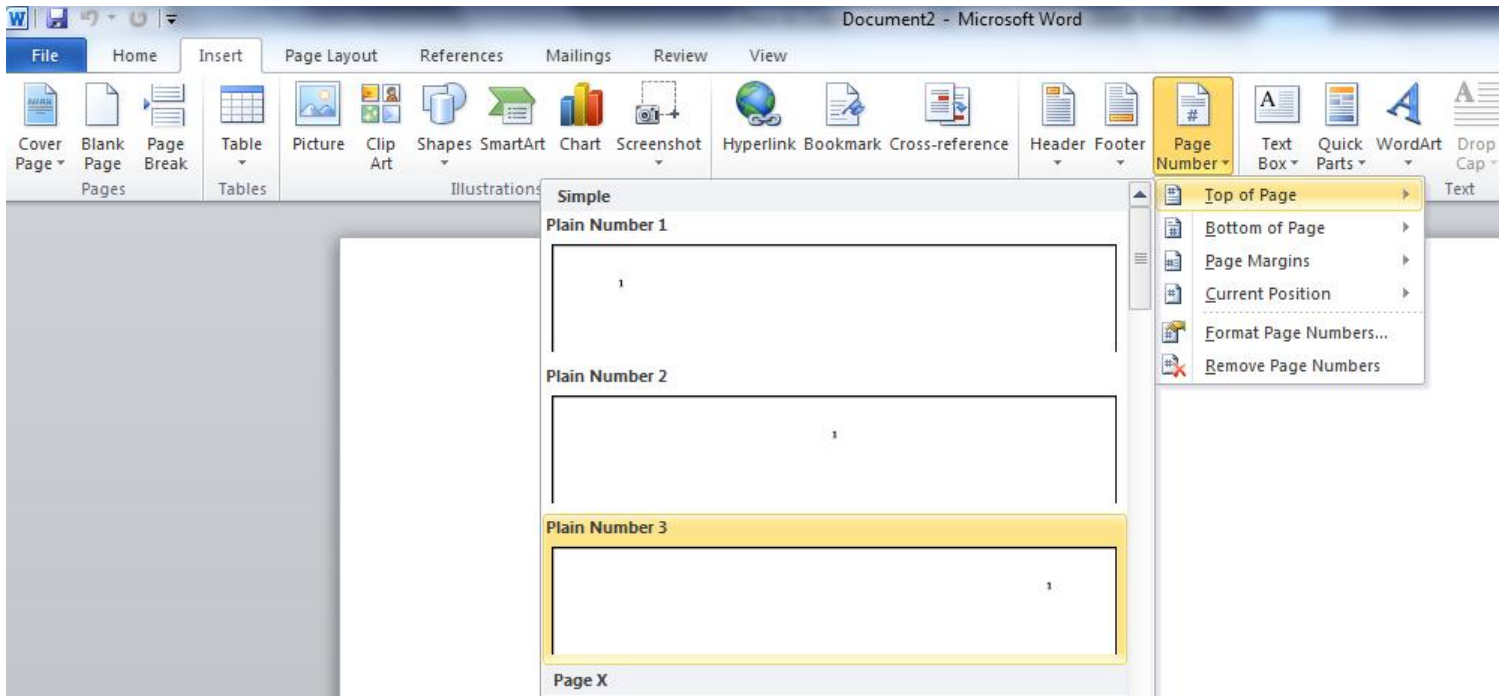 W
Document2 - Microsoft Word
File Home Insert Page Layout References Mailings Review View
Cover Page Blank Page Page Break Table Picture Clip Art Shapes SmartArt Chart Screenshot Hyperlink Bookmark Cross-reference Header Footer Page Number Text Box Quick Parts WordArt Drop Cap
Pages Tables Illustrations Text
Simple
Plain Number 1
1
Plain Number 2
1
Plain Number 3
1
Page X
Top of Page
Bottom of Page
Page Margins
Current Position
Format Page Numbers...
Remove Page Numbers